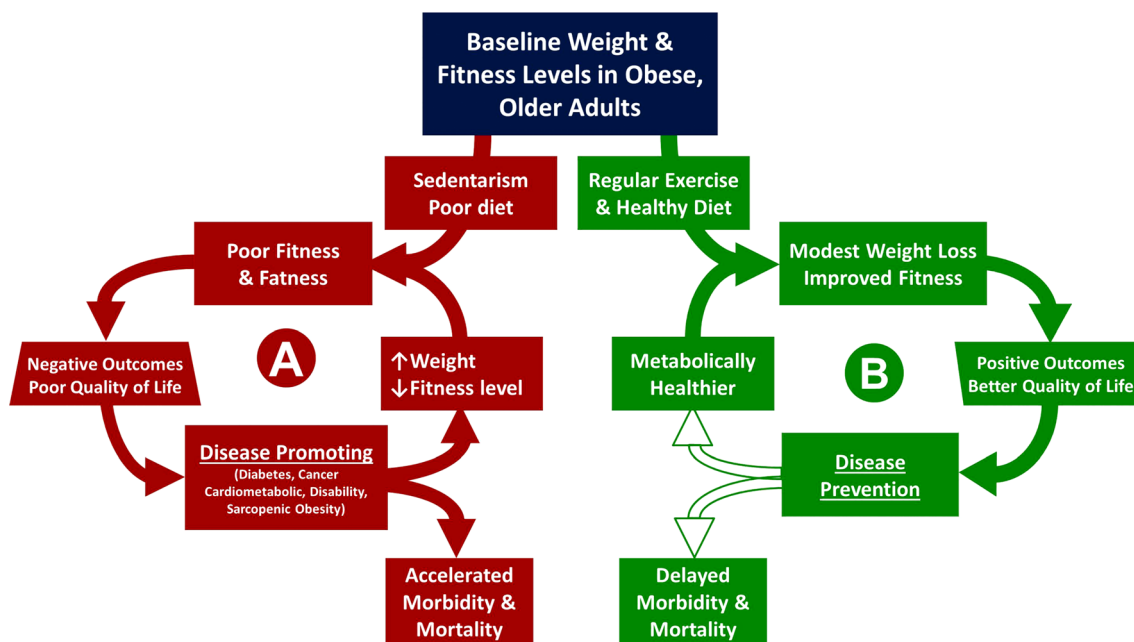 Baseline Weight &
Fitness Levels in Obese,
Older Adults
Sedentarism
Poor diet
Regular Exercise
& Healthy Diet
Poor Fitness
& Fatness
Modest Weight Loss
Improved Fitness
A
B
Negative Outcomes
Poor Quality of Life
↑Weight
↓Fitness level
Metabolically
Healthier
Positive Outcomes
Better Quality of Life
Disease Promoting
(Diabetes, Cancer
Cardiometabolic, Disability,
Sarcopenic Obesity)
Disease
Prevention
Accelerated
Morbidity &
Mortality
Delayed
Morbidity &
Mortality